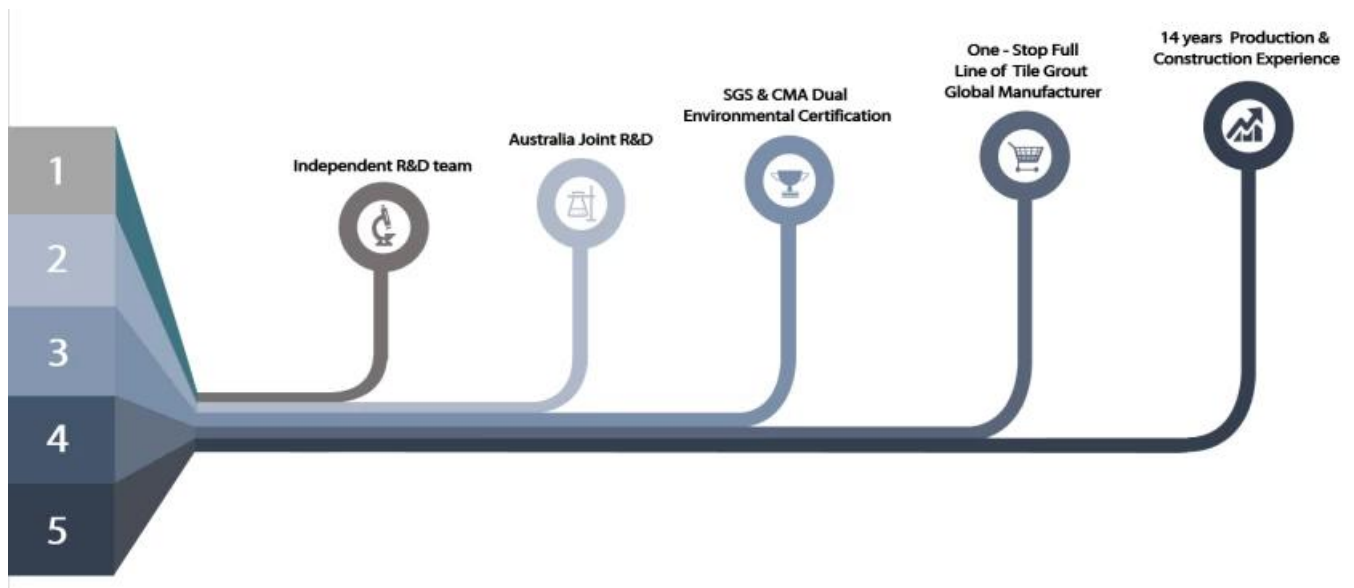 1
2
3
4
5
Independent R&D team
Australia Joint R&D
SGS & CMA Dual
Environmental Certification
One - Stop Full
Line of Tile Grout
Global Manufacturer
14 years Production &
Construction Experience